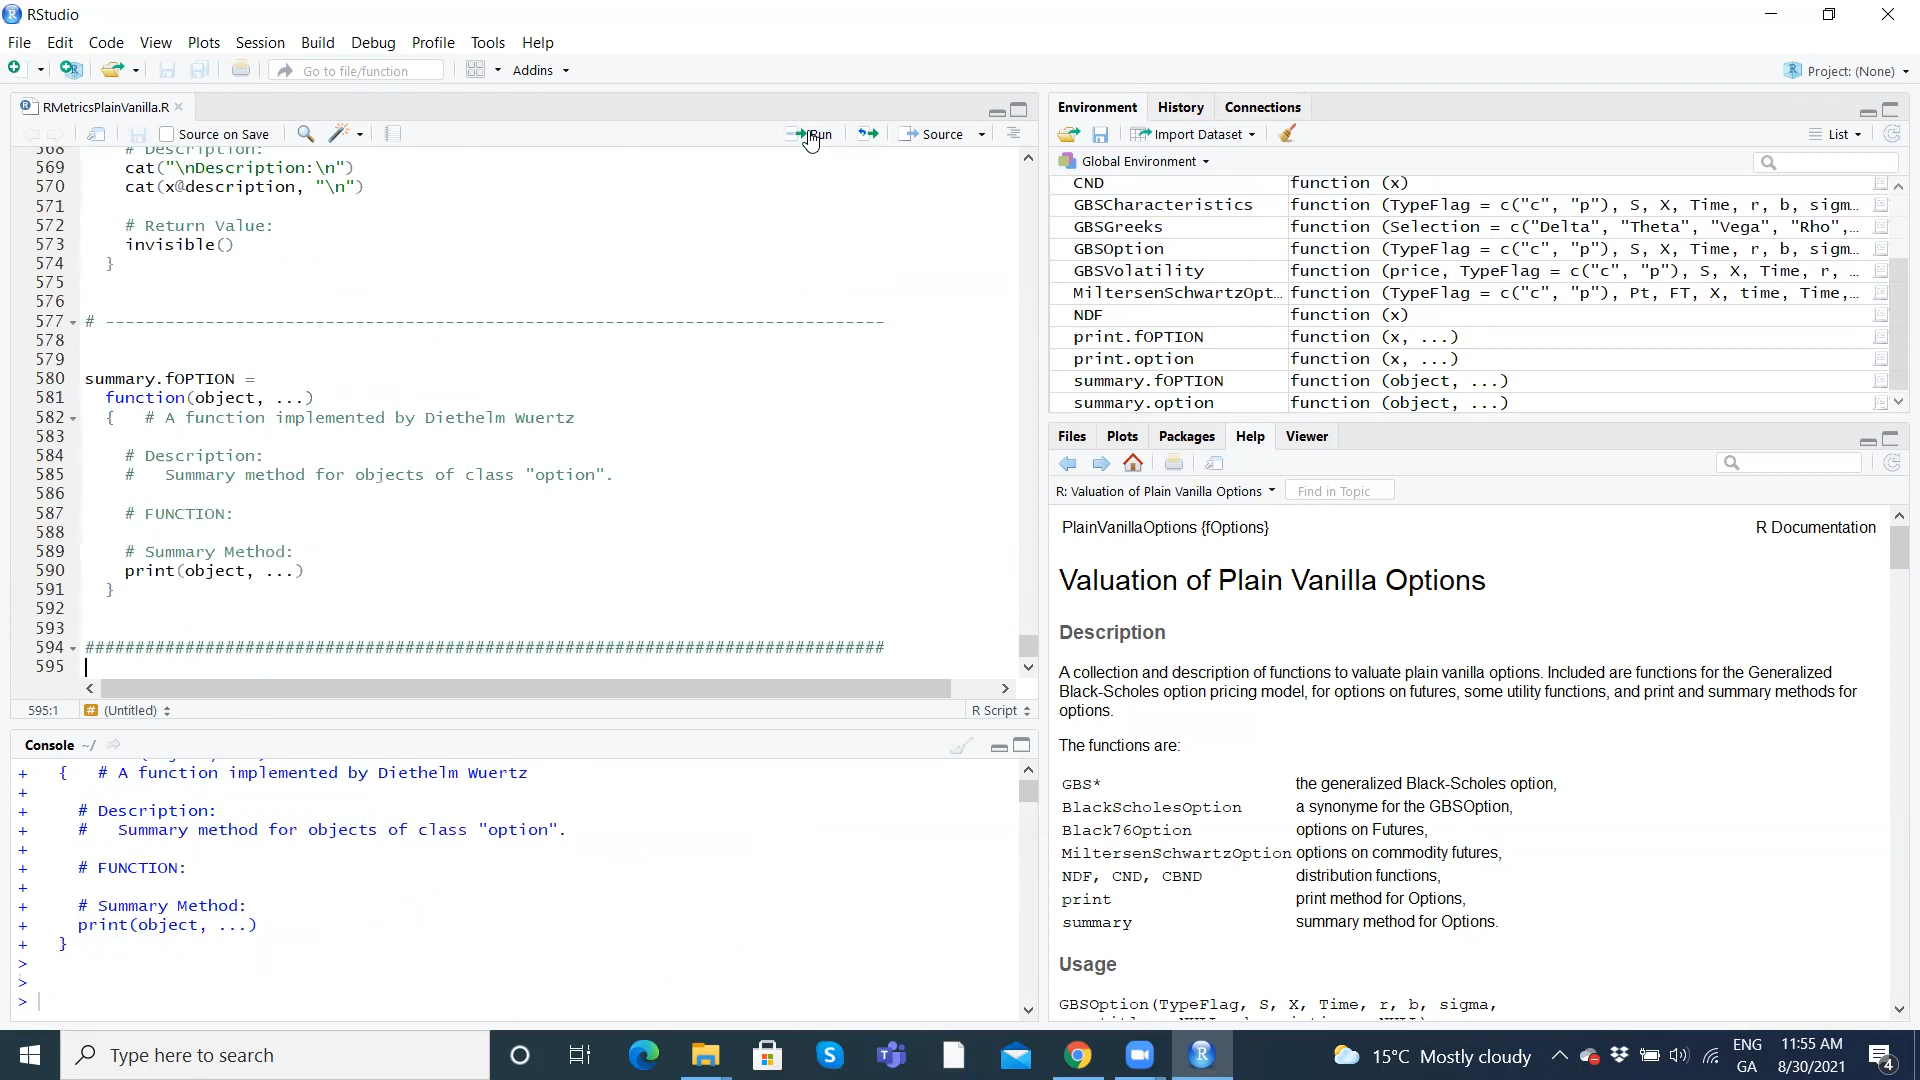 RStudio
File Edit Code View Plots Session Build Debug Profile Tools Help
Go to file/function Addins Project: (None)
RMetricsPlainVanilla.R
Source on Save Run Source
568 # Description:
569 cat("\nDescription:\n")
570 cat(x@description, "\n")
571
572 # Return Value:
573 invisible()
574 }
575
576
577 # ------------------------------------------------------------------------------
578
579
580 summary.fOPTION =
581 function(object, ...)
582 { # A function implemented by Diethelm Wuertz
583
584 # Description:
585 # Summary method for objects of class "option".
586
587 # FUNCTION:
588
589 # Summary Method:
590 print(object, ...)
591 }
592
593
594 ################################################################################
595
595:1 # (Untitled) R Script
Console ~/
+ { # A function implemented by Diethelm Wuertz
+
+ # Description:
+ # Summary method for objects of class "option".
+
+ # FUNCTION:
+
+ # Summary Method:
+ print(object, ...)
+ }
>
>
>
Environment History Connections
Import Dataset List
Global Environment
CND function (x)
GBSCharacteristics function (TypeFlag = c("c", "p"), S, X, Time, r, b, sigm…
GBSGreeks function (Selection = c("Delta", "Theta", "Vega", "Rho",…
GBSOption function (TypeFlag = c("c", "p"), S, X, Time, r, b, sigm…
GBSVolatility function (price, TypeFlag = c("c", "p"), S, X, Time, r, …
MiltersenSchwartzOpt… function (TypeFlag = c("c", "p"), Pt, FT, X, time, Time,…
NDF function (x)
print.fOPTION function (x, ...)
print.option function (x, ...)
summary.fOPTION function (object, ...)
summary.option function (object, ...)
Files Plots Packages Help Viewer
R: Valuation of Plain Vanilla Options Find in Topic
PlainVanillaOptions {fOptions} R Documentation
Valuation of Plain Vanilla Options
Description
A collection and description of functions to valuate plain vanilla options. Included are functions for the Generalized
Black-Scholes option pricing model, for options on futures, some utility functions, and print and summary methods for
options.
The functions are:
GBS* the generalized Black-Scholes option,
BlackScholesOption a synonyme for the GBSOption,
Black76Option options on Futures,
MiltersenSchwartzOption options on commodity futures,
NDF, CND, CBND distribution functions,
print print method for Options,
summary summary method for Options.
Usage
GBSOption(TypeFlag, S, X, Time, r, b, sigma,
Type here to search
15°C Mostly cloudy
ENG
GA
11:55 AM
8/30/2021
4